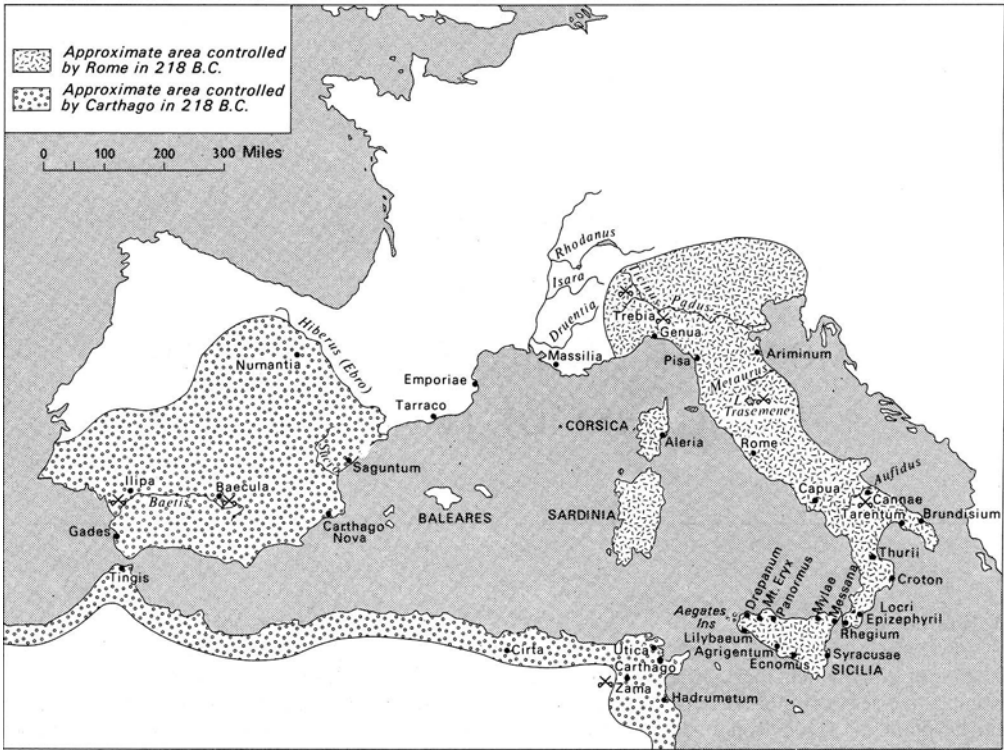 Approximate area controlled
by Rome in 218 B.C.
Approximate area controlled
by Carthago in 218 B.C.
0 100 200 300 Miles
Rhodanus
Isara
Druentia
Ticinus
Padus
Trebia
Genua
Massilia
Pisa
Ariminum
Metaurus
L.
Trasemene
Hiberus (Ebro)
Numantia
Emporiae
Tarraco
CORSICA
Aleria
Rome
Saguntum
Ilipa
Baecula
Baetis
Gades
Carthago
Nova
BALEARES
SARDINIA
Capua
Aufidus
Cannae
Tarentum
Brundisium
Thurii
Croton
Locri
Epizephyril
Rhegium
Tingis
Drepanum
Mt. Eryx
Panormus
Mylae
Messana
Aegates
Ins
Lilybaeum
Agrigentum
Ecnomus
Syracusae
SICILIA
Cirta
Utica
Carthago
Zama
Hadrumetum